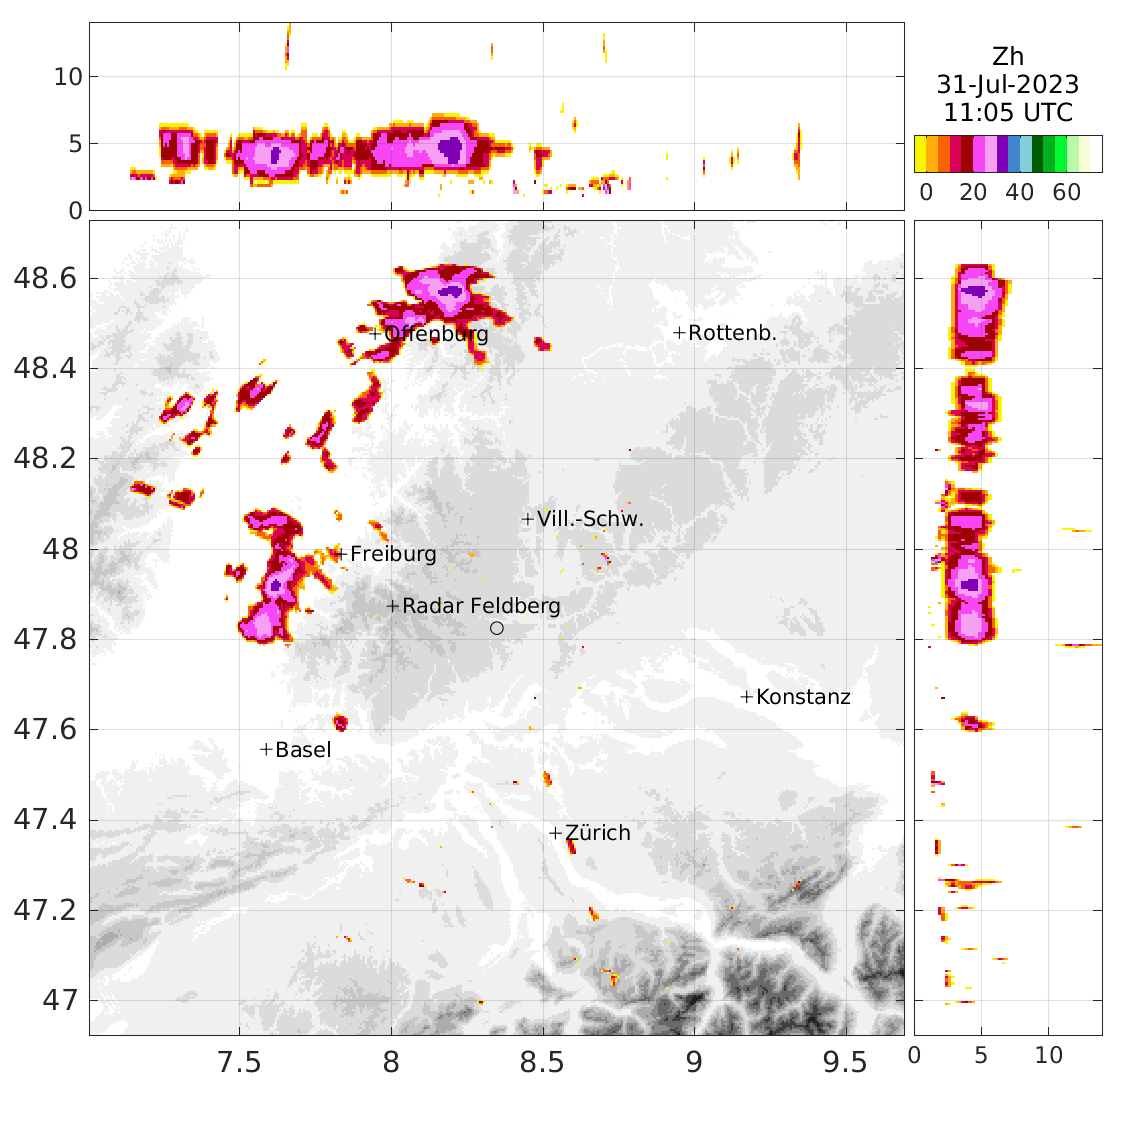 10
5
0
Zh
31-Jul-2023
11:05 UTC
0 20 40 60
48.6
48.4
48.2
48
47.8
47.6
47.4
47.2
47
+Offenburg
+Rottenb.
+Vill.-Schw.
+Freiburg
+Radar Feldberg
+Konstanz
+Basel
+Zürich
7.5 8 8.5 9 9.5
0 5 10